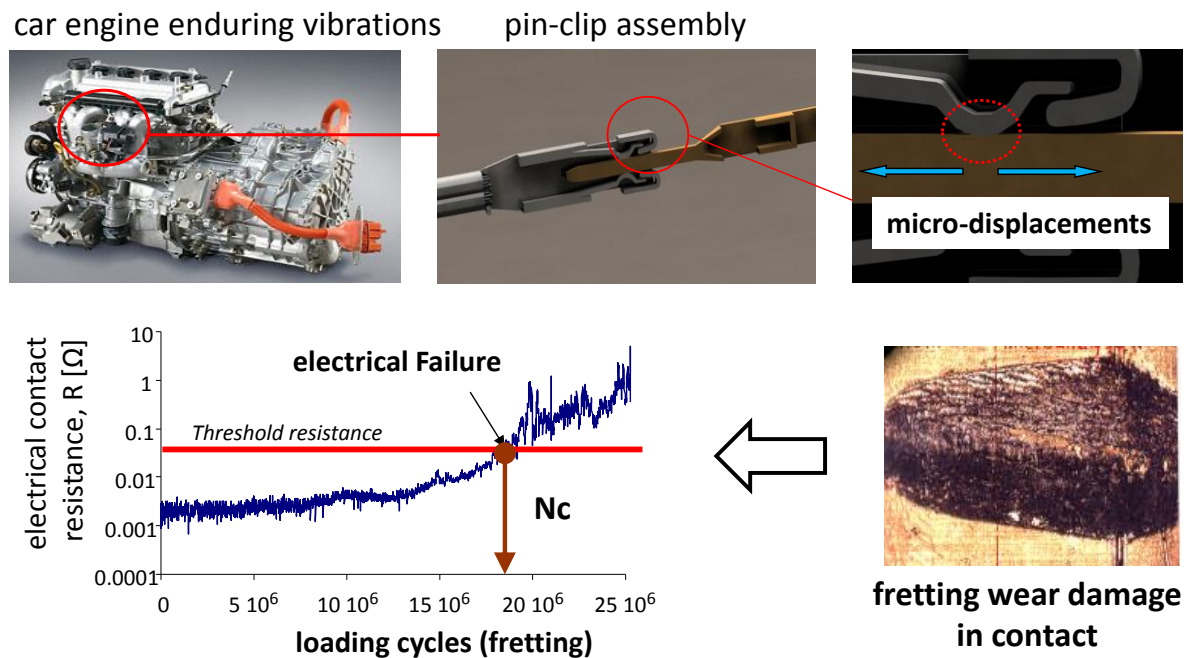 car engine enduring vibrations
pin-clip assembly
micro-displacements
electrical contact
resistance, R [Ω]
10
1
0.1
0.01
0.001
0.0001
electrical Failure
Threshold resistance
Nc
0
5 10⁶
10 10⁶
15 10⁶
20 10⁶
25 10⁶
loading cycles (fretting)
fretting wear damage
in contact